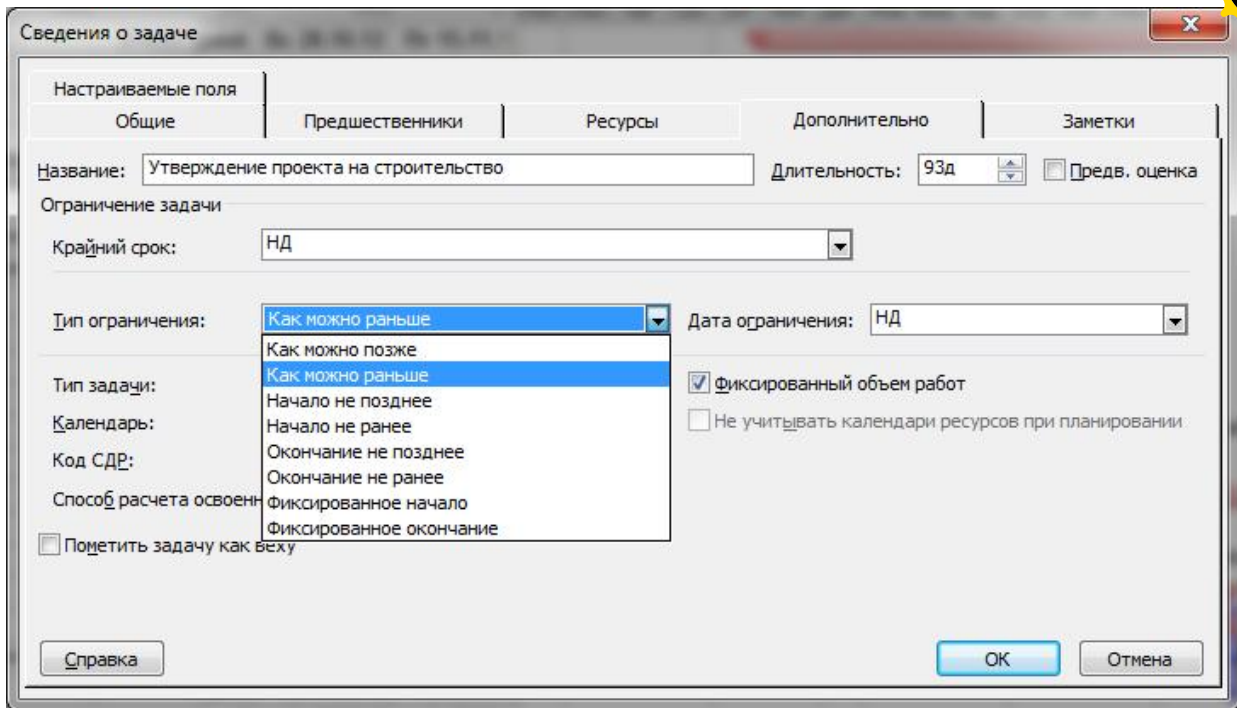 Сведения о задаче
Настраиваемые поля
Общие Предшественники Ресурсы Дополнительно Заметки
Название: Утверждение проекта на строительство Длительность: 93д Предв. оценка
Ограничение задачи
Крайний срок: НД
Тип ограничения: Как можно раньше Дата ограничения: НД
Как можно позже
Тип задачи: Как можно раньше Фиксированный объем работ
Начало не позднее
Календарь: Начало не ранее Не учитывать календари ресурсов при планировании
Код СДР: Окончание не позднее
Окончание не ранее
Способ расчета освоенн Фиксированное начало
Фиксированное окончание
Пометить задачу как веху
Справка ОК Отмена